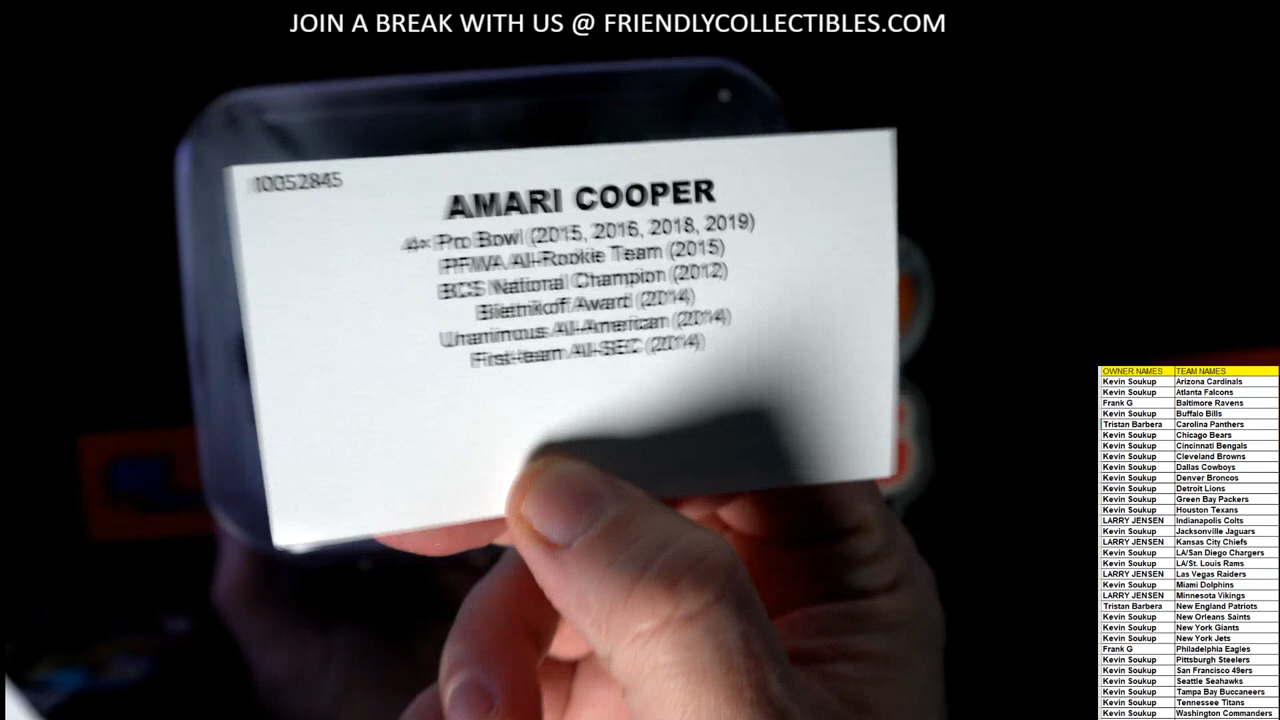 JOIN A BREAK WITH US @ FRIENDLYCOLLECTIBLES.COM
10052845
AMARI COOPER
4× Pro Bowl (2015, 2016, 2018, 2019)
PFWA All-Rookie Team (2015)
BCS National Champion (2012)
Biletnikoff Award (2014)
Unanimous All-American (2014)
First-team All-SEC (2014)
OWNER NAMES TEAM NAMES
Kevin Soukup Arizona Cardinals
Kevin Soukup Atlanta Falcons
Frank G Baltimore Ravens
Kevin Soukup Buffalo Bills
Tristan Barbera Carolina Panthers
Kevin Soukup Chicago Bears
Kevin Soukup Cincinnati Bengals
Kevin Soukup Cleveland Browns
Kevin Soukup Dallas Cowboys
Kevin Soukup Denver Broncos
Kevin Soukup Detroit Lions
Kevin Soukup Green Bay Packers
Kevin Soukup Houston Texans
LARRY JENSEN Indianapolis Colts
Kevin Soukup Jacksonville Jaguars
LARRY JENSEN Kansas City Chiefs
Kevin Soukup LA/San Diego Chargers
Kevin Soukup LA/St. Louis Rams
LARRY JENSEN Las Vegas Raiders
Kevin Soukup Miami Dolphins
LARRY JENSEN Minnesota Vikings
Tristan Barbera New England Patriots
Kevin Soukup New Orleans Saints
Kevin Soukup New York Giants
Kevin Soukup New York Jets
Frank G Philadelphia Eagles
Kevin Soukup Pittsburgh Steelers
Kevin Soukup San Francisco 49ers
Kevin Soukup Seattle Seahawks
Kevin Soukup Tampa Bay Buccaneers
Kevin Soukup Tennessee Titans
Kevin Soukup Washington Commanders